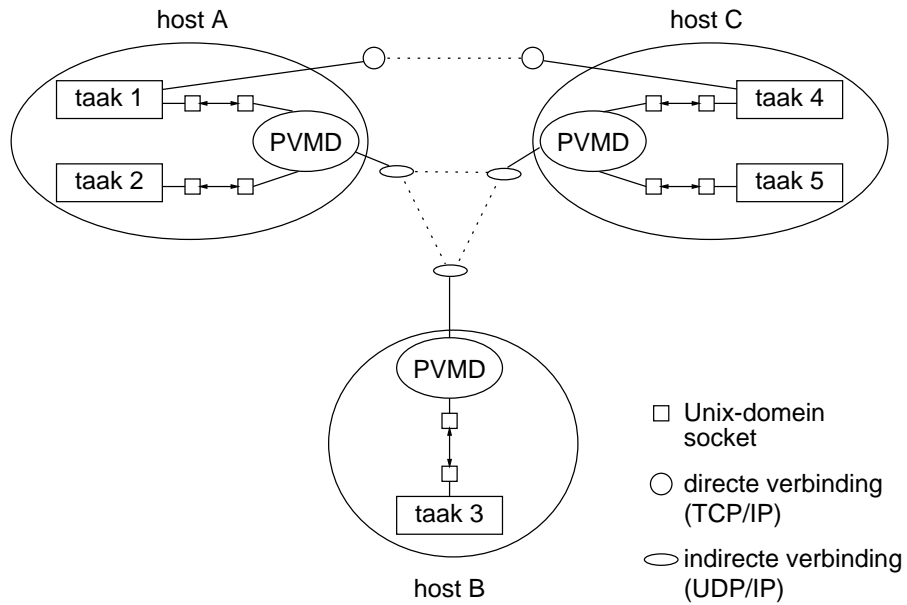 host A
host C
taak 1
taak 4
PVMD
PVMD
taak 2
taak 5
PVMD
taak 3
host B
Unix-domein
socket
directe verbinding
(TCP/IP)
indirecte verbinding
(UDP/IP)